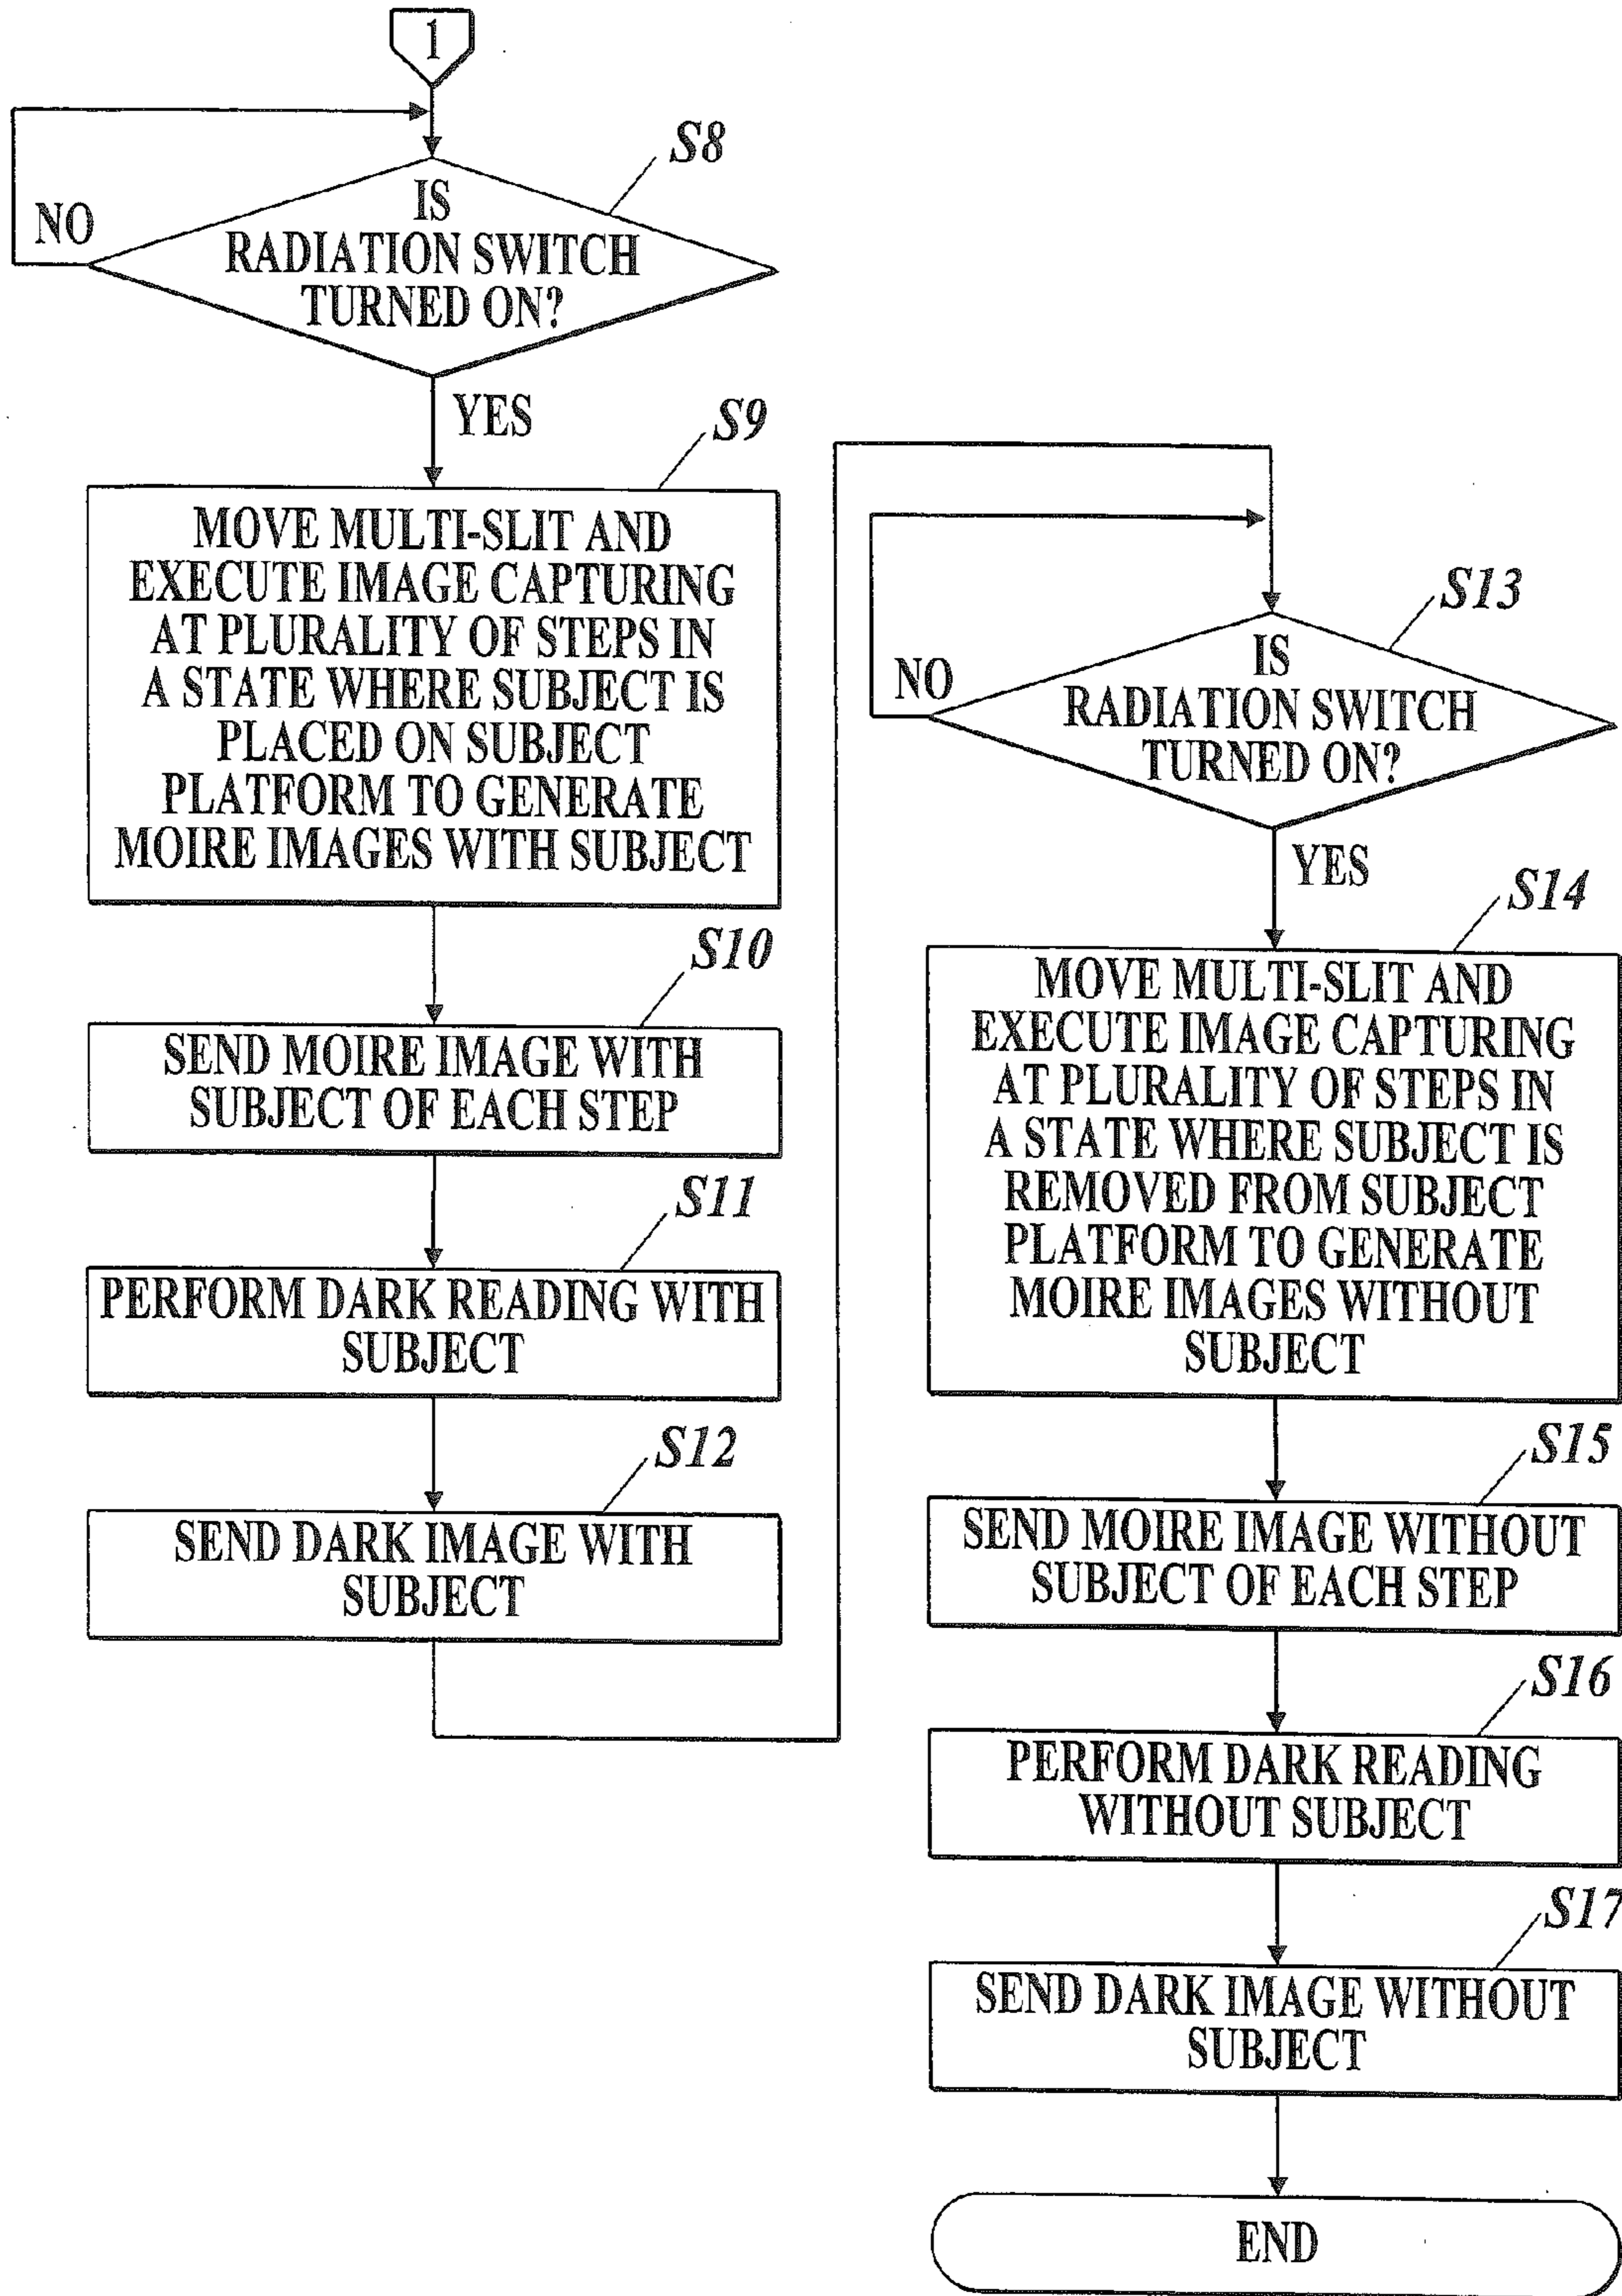 1
S8
IS
RADIATION SWITCH
TURNED ON?
NO
YES
S9
MOVE MULTI-SLIT AND
EXECUTE IMAGE CAPTURING
AT PLURALITY OF STEPS IN
A STATE WHERE SUBJECT IS
PLACED ON SUBJECT
PLATFORM TO GENERATE
MOIRE IMAGES WITH SUBJECT
S10
SEND MOIRE IMAGE WITH
SUBJECT OF EACH STEP
S11
PERFORM DARK READING WITH
SUBJECT
S12
SEND DARK IMAGE WITH
SUBJECT
S13
IS
RADIATION SWITCH
TURNED ON?
NO
YES
S14
MOVE MULTI-SLIT AND
EXECUTE IMAGE CAPTURING
AT PLURALITY OF STEPS IN
A STATE WHERE SUBJECT IS
REMOVED FROM SUBJECT
PLATFORM TO GENERATE
MOIRE IMAGES WITHOUT
SUBJECT
S15
SEND MOIRE IMAGE WITHOUT
SUBJECT OF EACH STEP
S16
PERFORM DARK READING
WITHOUT SUBJECT
S17
SEND DARK IMAGE WITHOUT
SUBJECT
END